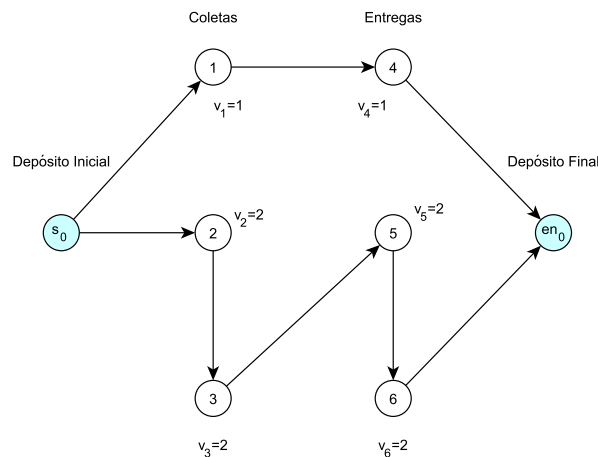 Coletas Entregas
1 4
v1=1 v4=1
Depósito Inicial Depósito Final
v2=2 v5=2
s0 2 5 en0
3 6
v3=2 v6=2